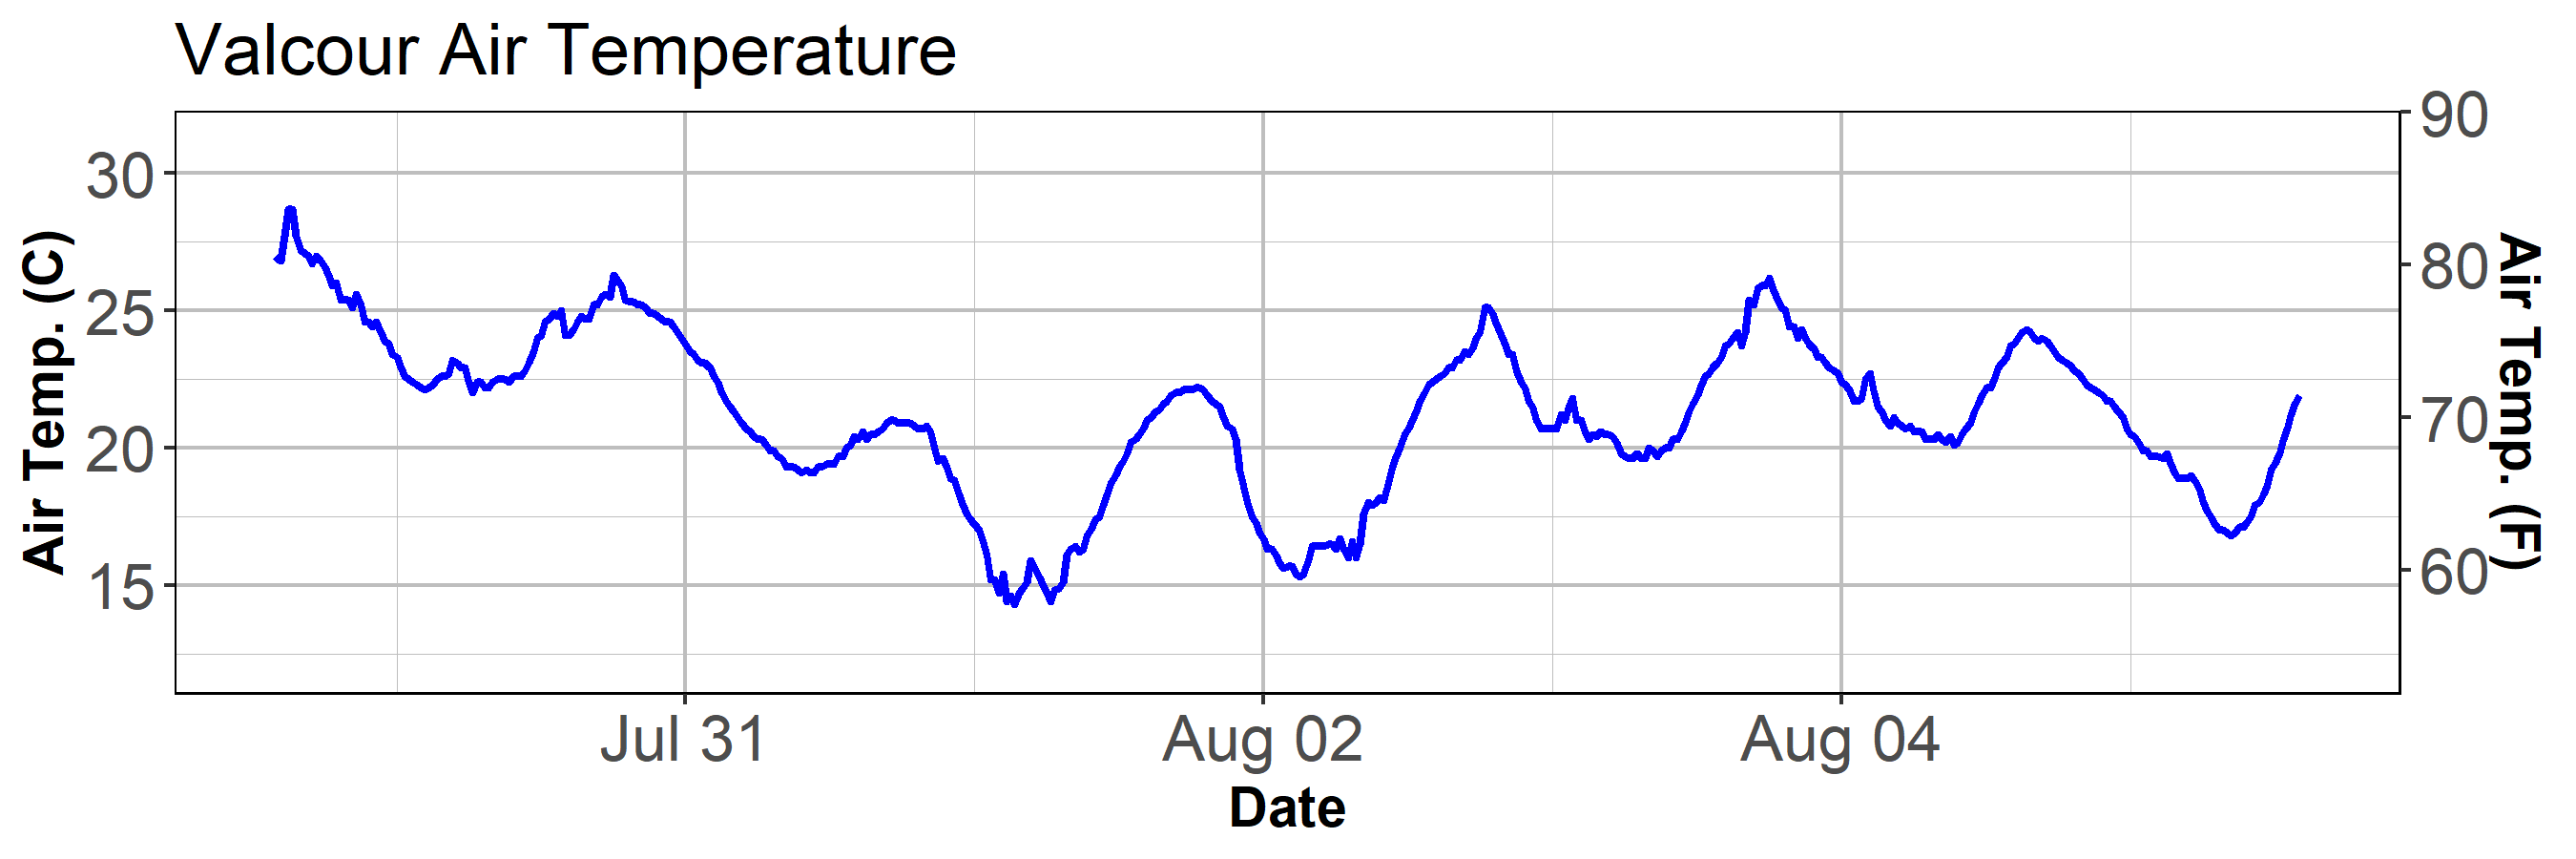 Valcour Air Temperature
Air Temp. (C)
30
25
20
15
90
80
70
60
Air Temp. (F)
Jul 31
Aug 02
Aug 04
Date